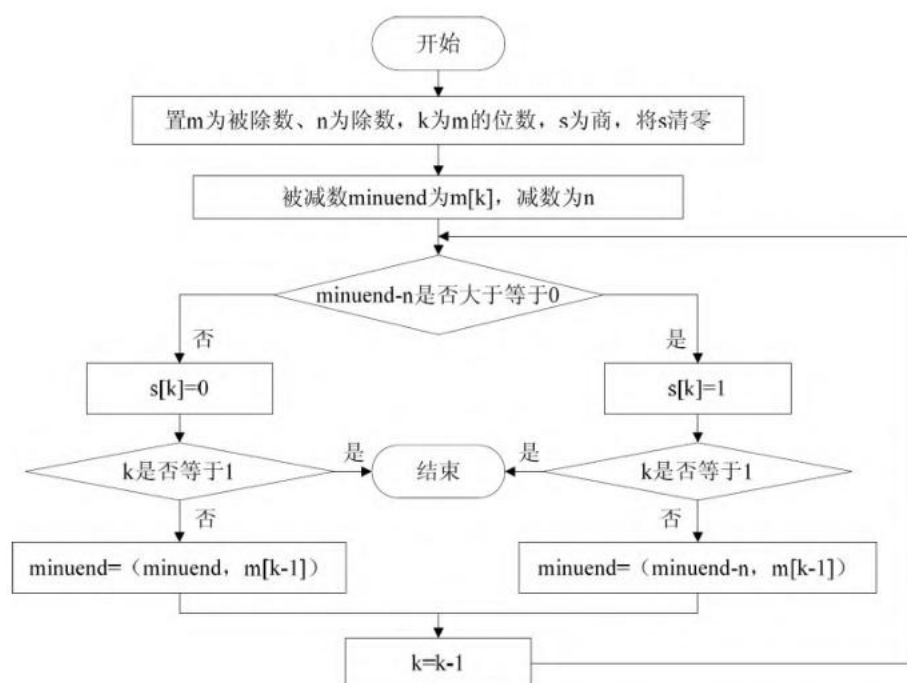 开始
置m为被除数、n为除数，k为m的位数，s为商，将s清零
被减数minuend为m[k]，减数为n
minuend-n是否大于等于0
否
是
s[k]=0
s[k]=1
k是否等于1
是
结束
是
k是否等于1
否
否
minuend=（minuend，m[k-1]）
minuend=（minuend-n，m[k-1]）
k=k-1